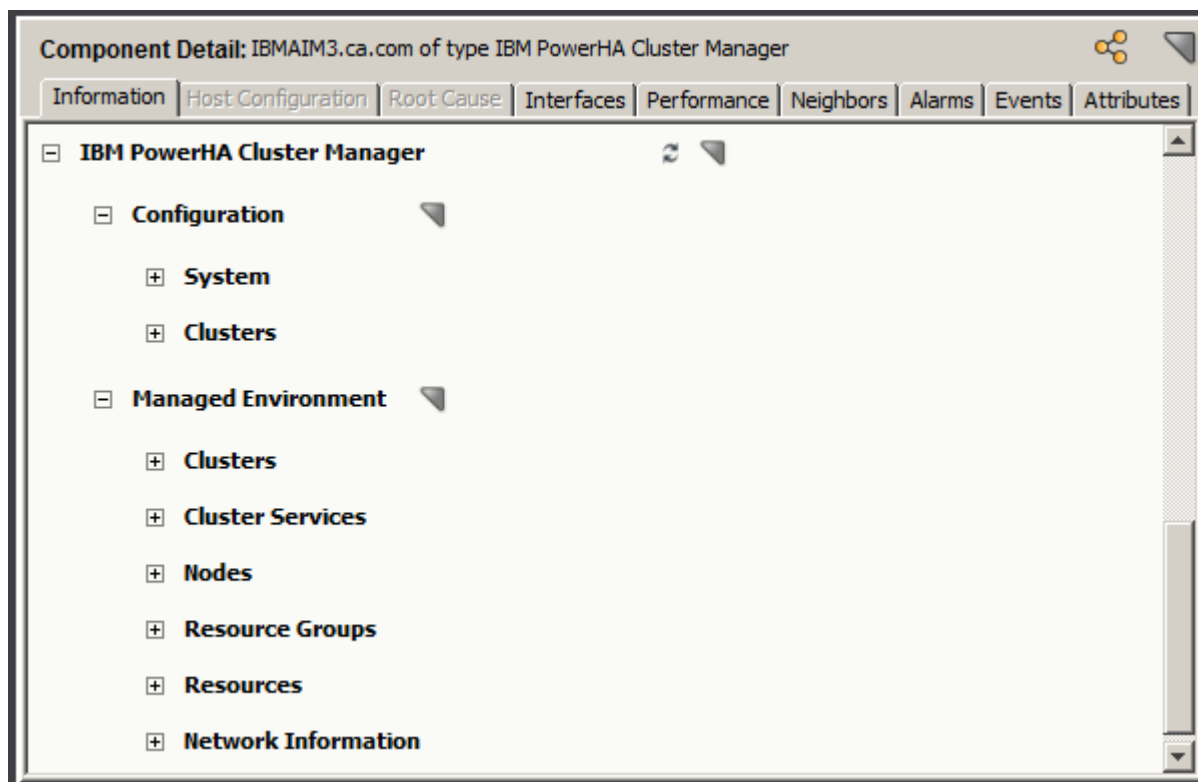 Component Detail: IBMAIM3.ca.com of type IBM PowerHA Cluster Manager
Information Host Configuration Root Cause Interfaces Performance Neighbors Alarms Events Attributes
IBM PowerHA Cluster Manager
Configuration
System
Clusters
Managed Environment
Clusters
Cluster Services
Nodes
Resource Groups
Resources
Network Information